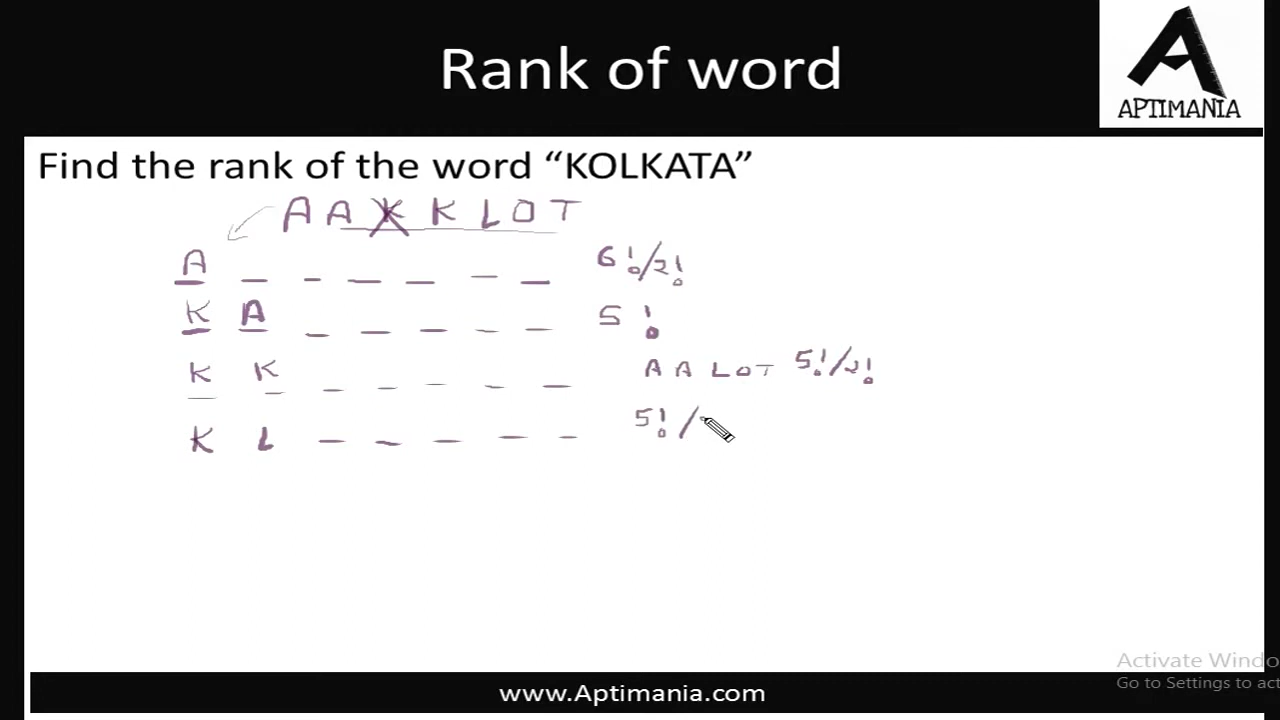 Rank of word
APTIMANIA
Find the rank of the word “KOLKATA”
A A K K L O T
A _ _ _ _ _ _ 6!/2!
K A _ _ _ _ _ 5!
K K _ _ _ _ _ A A L O T 5!/2!
K L _ _ _ _ _ 5!/
Activate Windo
Go to Settings to act
www.Aptimania.com